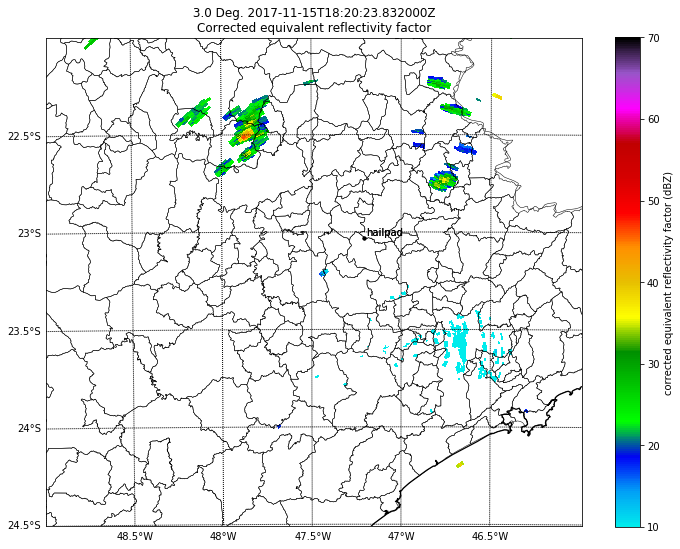 3.0 Deg. 2017-11-15T18:20:23.832000Z
Corrected equivalent reflectivity factor
70
60
50
40
30
20
10
corrected equivalent reflectivity factor (dBZ)
22.5°S
23°S
23.5°S
24°S
24.5°S
hailpad
48.5°W
48°W
47.5°W
47°W
46.5°W